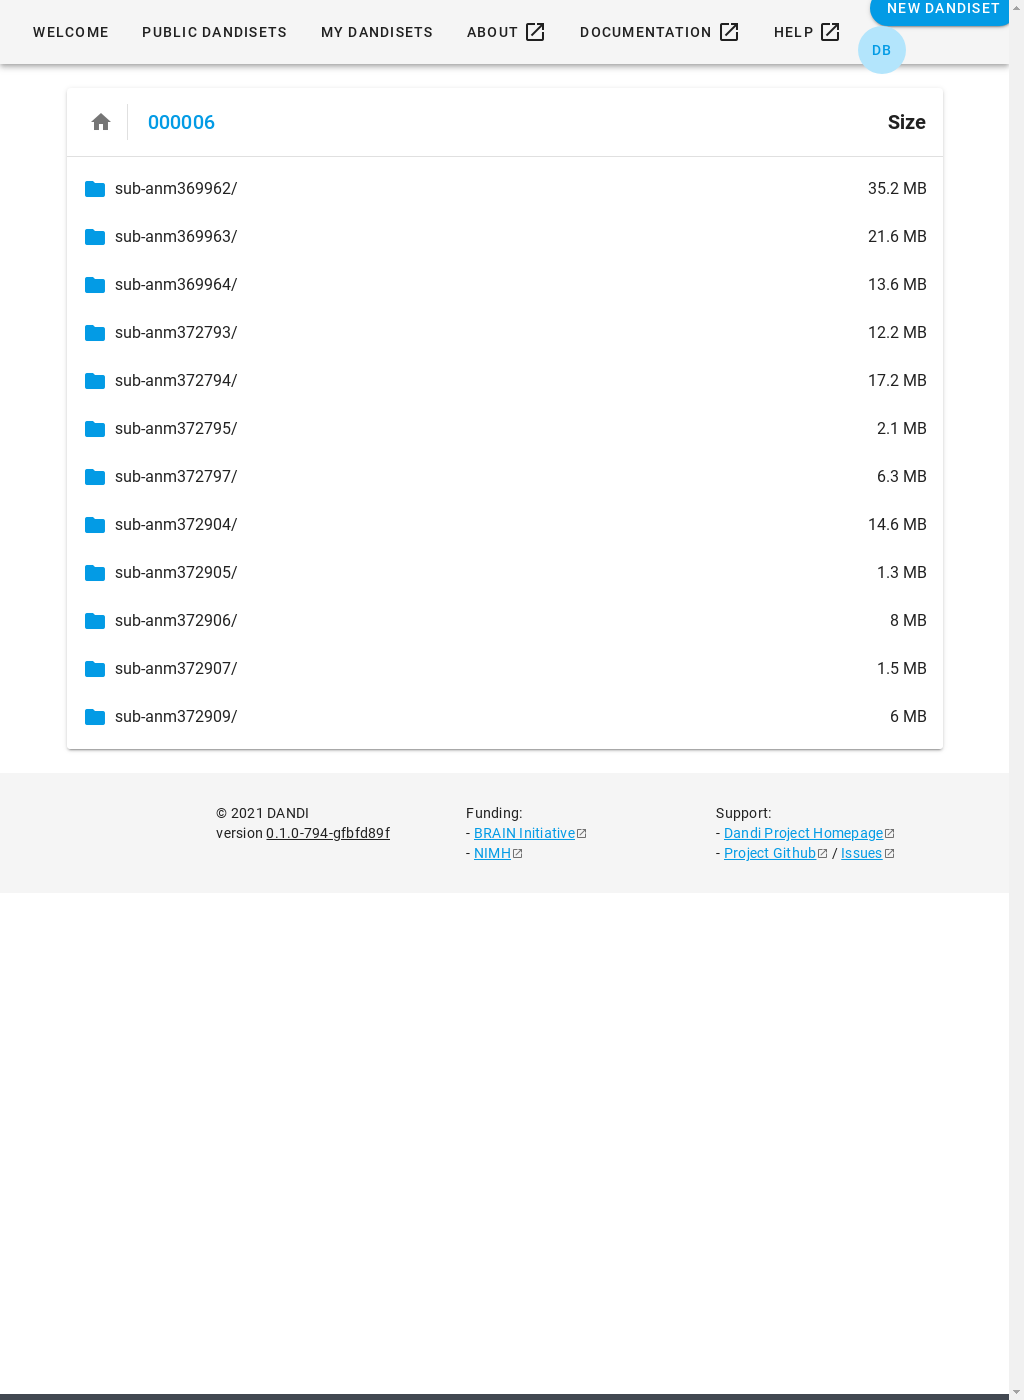 NEW DANDISET
WELCOME PUBLIC DANDISETS MY DANDISETS ABOUT DOCUMENTATION HELP
DB
000006 Size
sub-anm369962/ 35.2 MB
sub-anm369963/ 21.6 MB
sub-anm369964/ 13.6 MB
sub-anm372793/ 12.2 MB
sub-anm372794/ 17.2 MB
sub-anm372795/ 2.1 MB
sub-anm372797/ 6.3 MB
sub-anm372904/ 14.6 MB
sub-anm372905/ 1.3 MB
sub-anm372906/ 8 MB
sub-anm372907/ 1.5 MB
sub-anm372909/ 6 MB
© 2021 DANDI
version 0.1.0-794-gfbfd89f
Funding:
- BRAIN Initiative
- NIMH
Support:
- Dandi Project Homepage
- Project Github / Issues